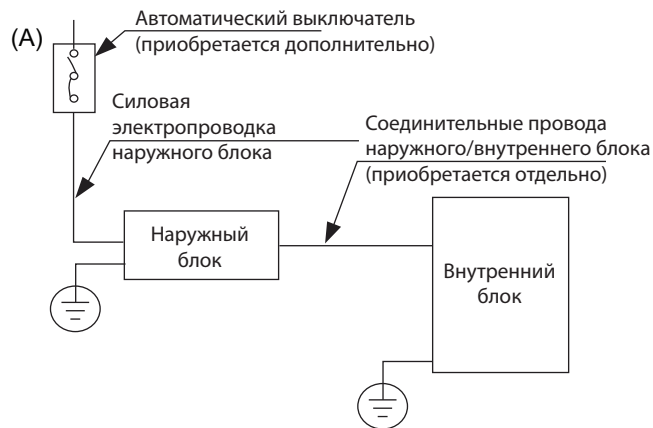 (A)
Автоматический выключатель
(приобретается дополнительно)
Силовая
электропроводка
наружного блока
Соединительные провода
наружного/внутреннего блока
(приобретается отдельно)
Наружный
блок
Внутренний
блок